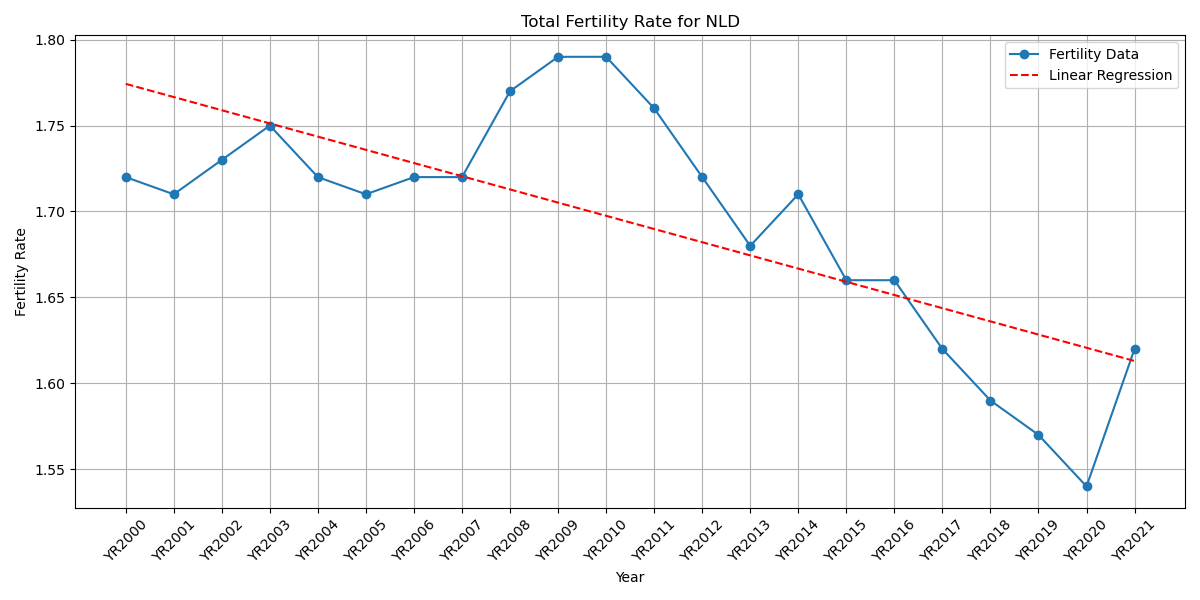 Total Fertility Rate for NLD
Fertility Data
Linear Regression
Fertility Rate
1.80
1.75
1.70
1.65
1.60
1.55
YR2000
YR2001
YR2002
YR2003
YR2004
YR2005
YR2006
YR2007
YR2008
YR2009
YR2010
YR2011
YR2012
YR2013
YR2014
YR2015
YR2016
YR2017
YR2018
YR2019
YR2020
YR2021
Year